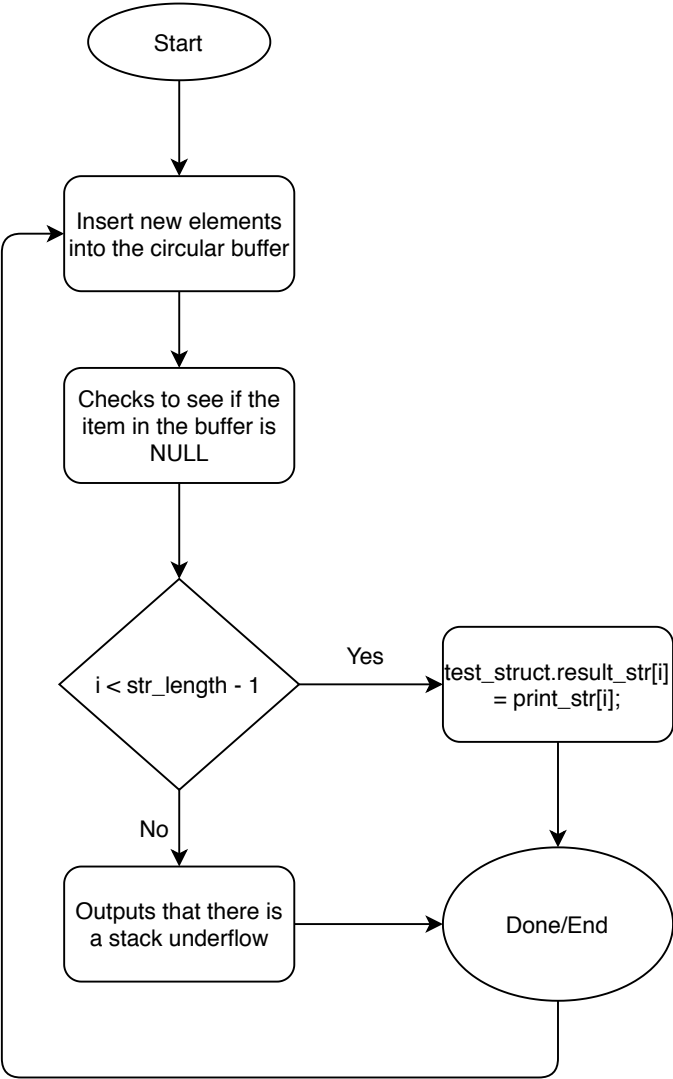 Start
Insert new elements
into the circular buffer
Checks to see if the
item in the buffer is
NULL
i < str_length - 1
Yes
test_struct.result_str[i]
= print_str[i];
No
Outputs that there is
a stack underflow
Done/End